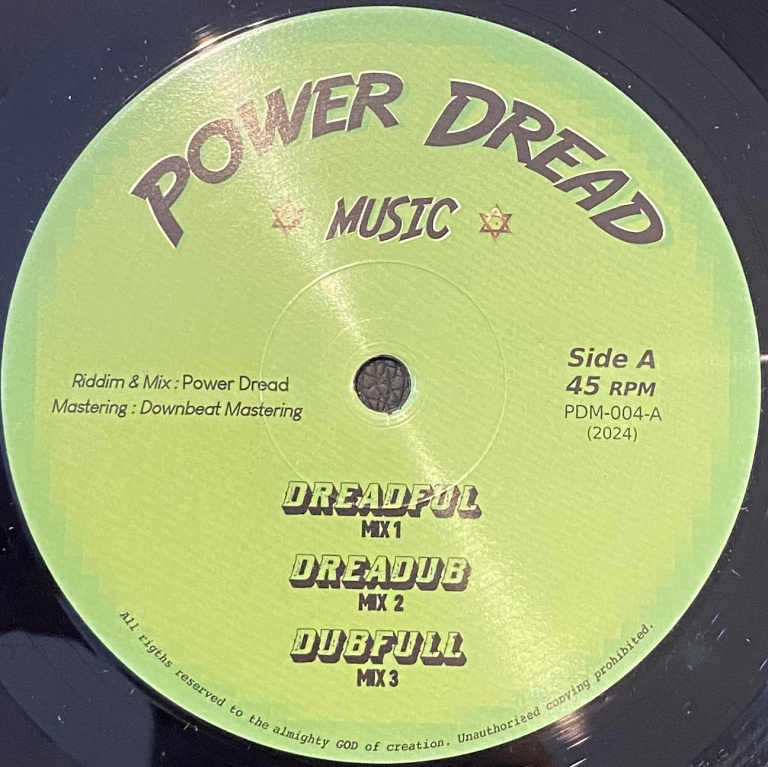 POWER DREAD
MUSIC
Riddim & Mix : Power Dread
Mastering : Downbeat Mastering
Side A
45 RPM
PDM-004-A
(2024)
DREADFUL
MIX 1
DREADUB
MIX 2
DUBFULL
MIX 3
All rigths reserved to the almighty GOD of creation. Unauthorized copying prohibited.